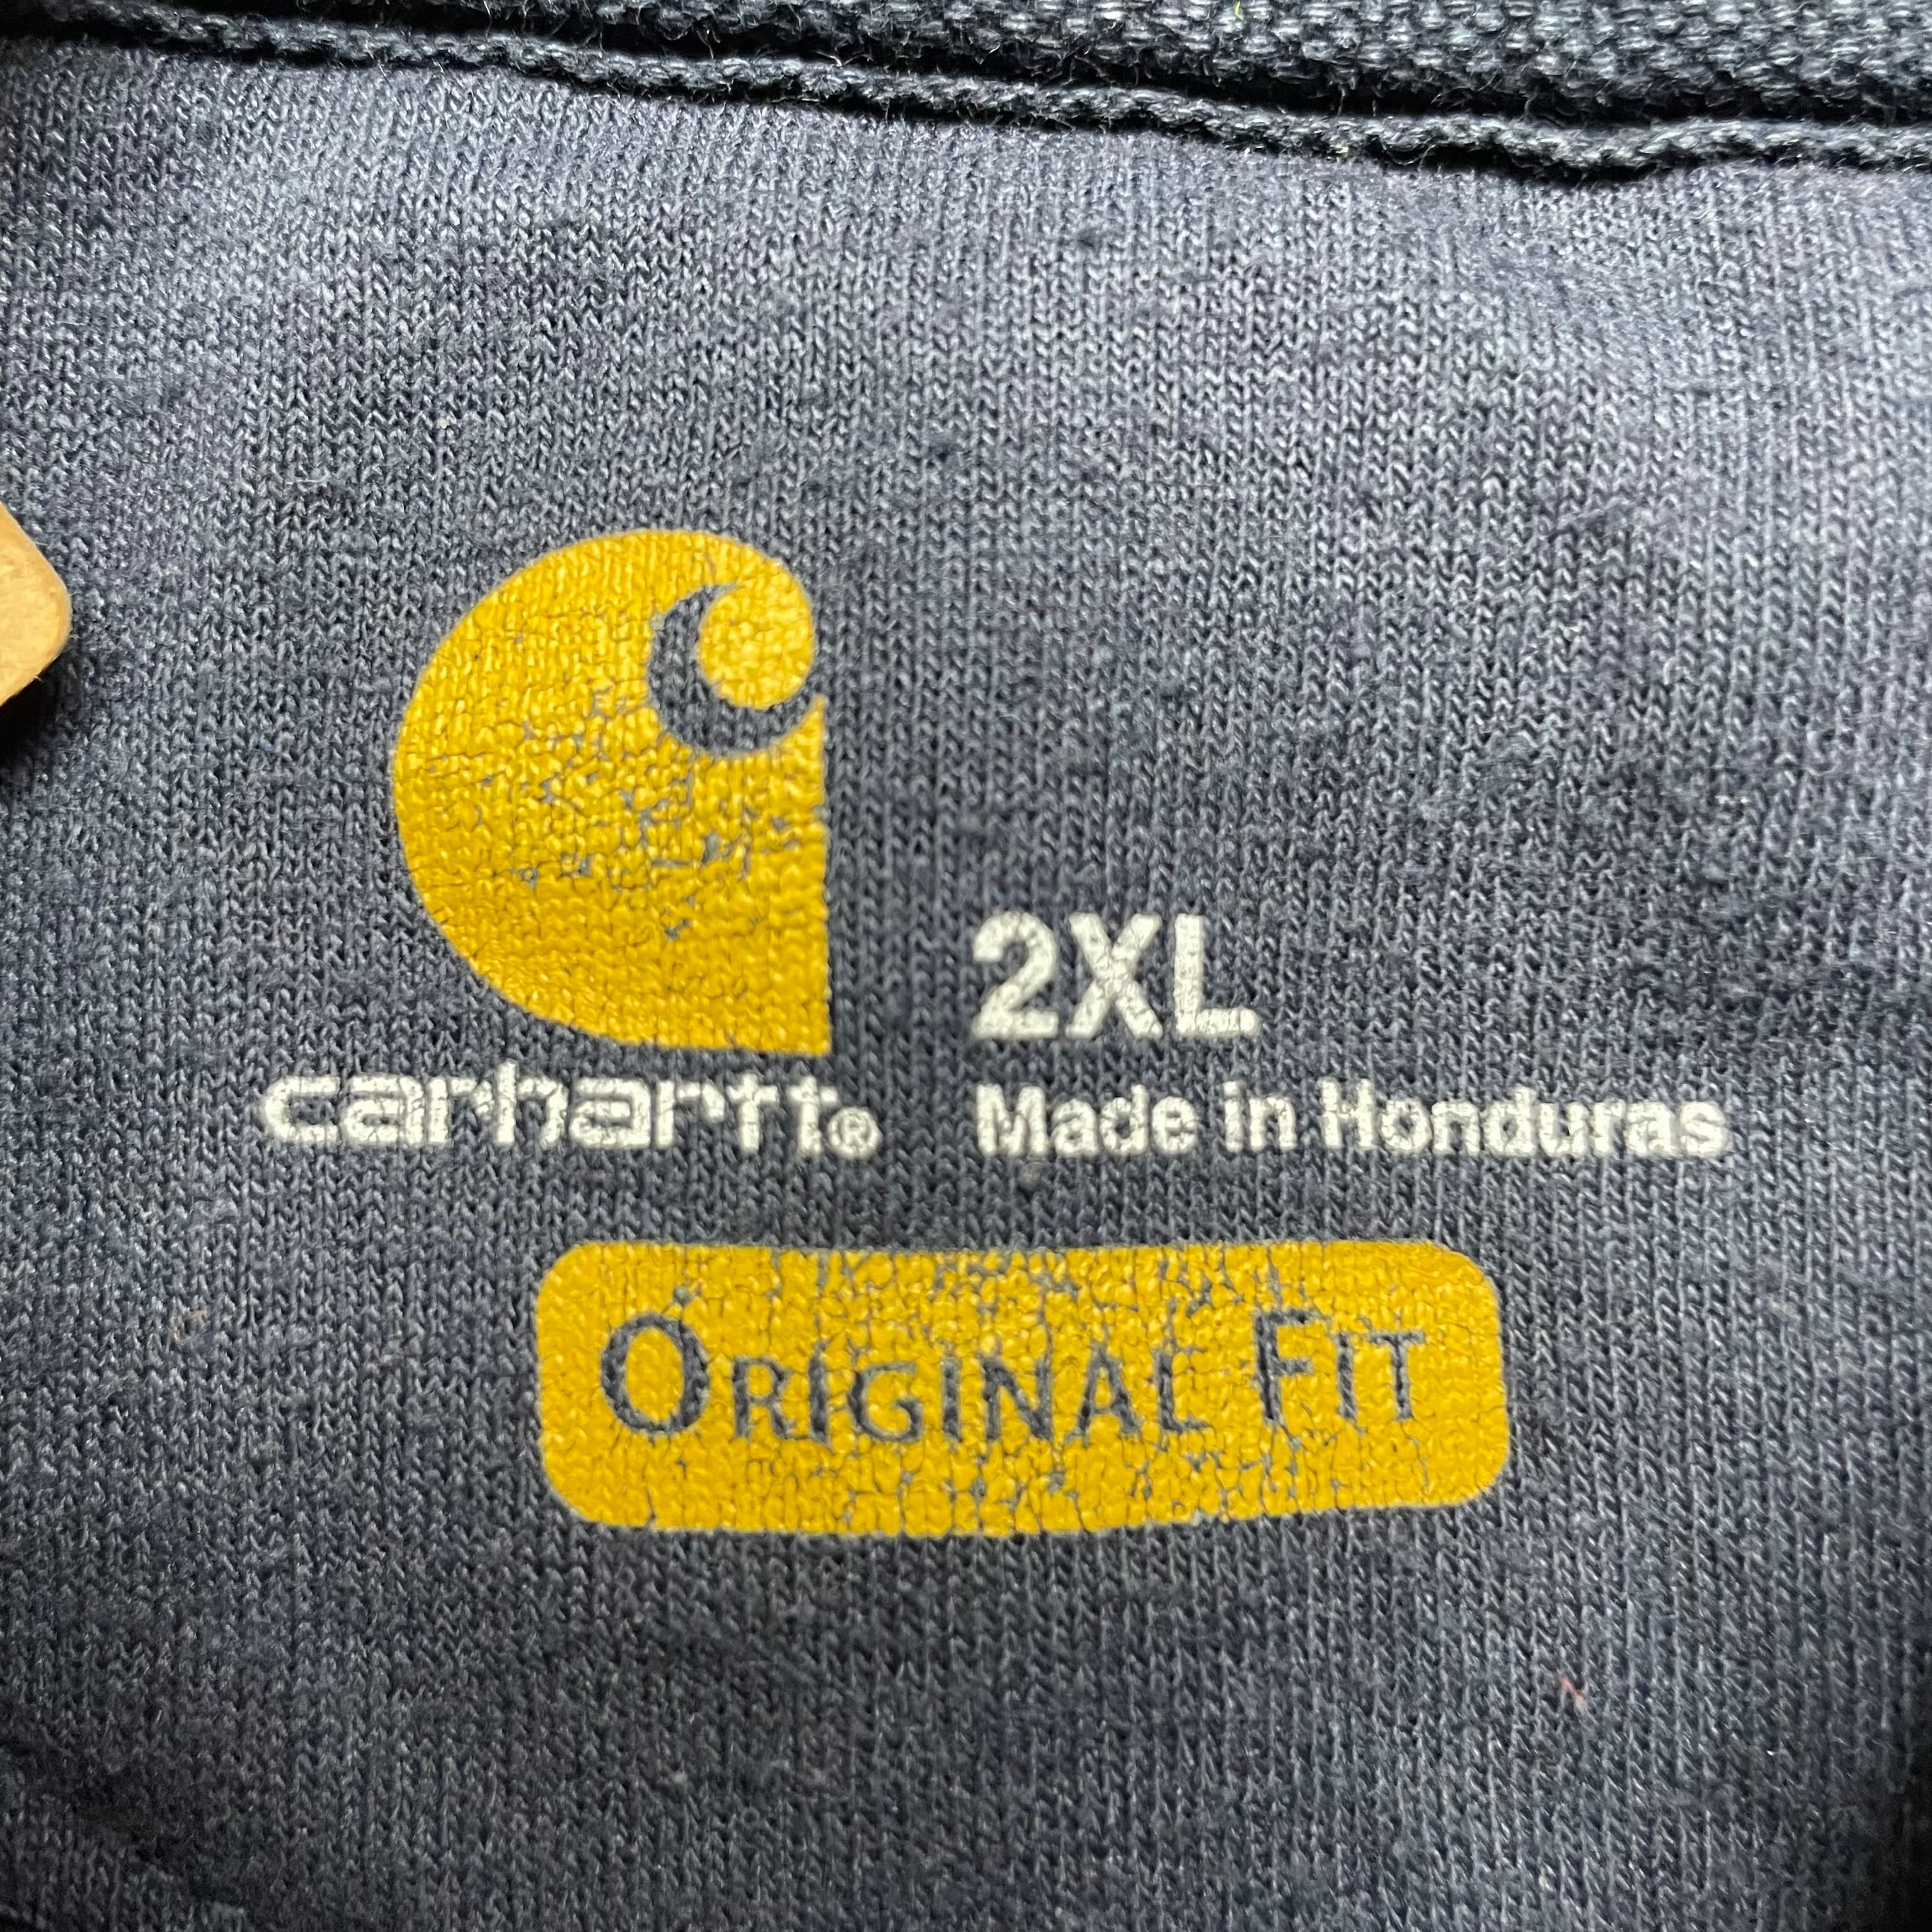 2XL
carhartt®
Made in Honduras
ORIGINAL FIT